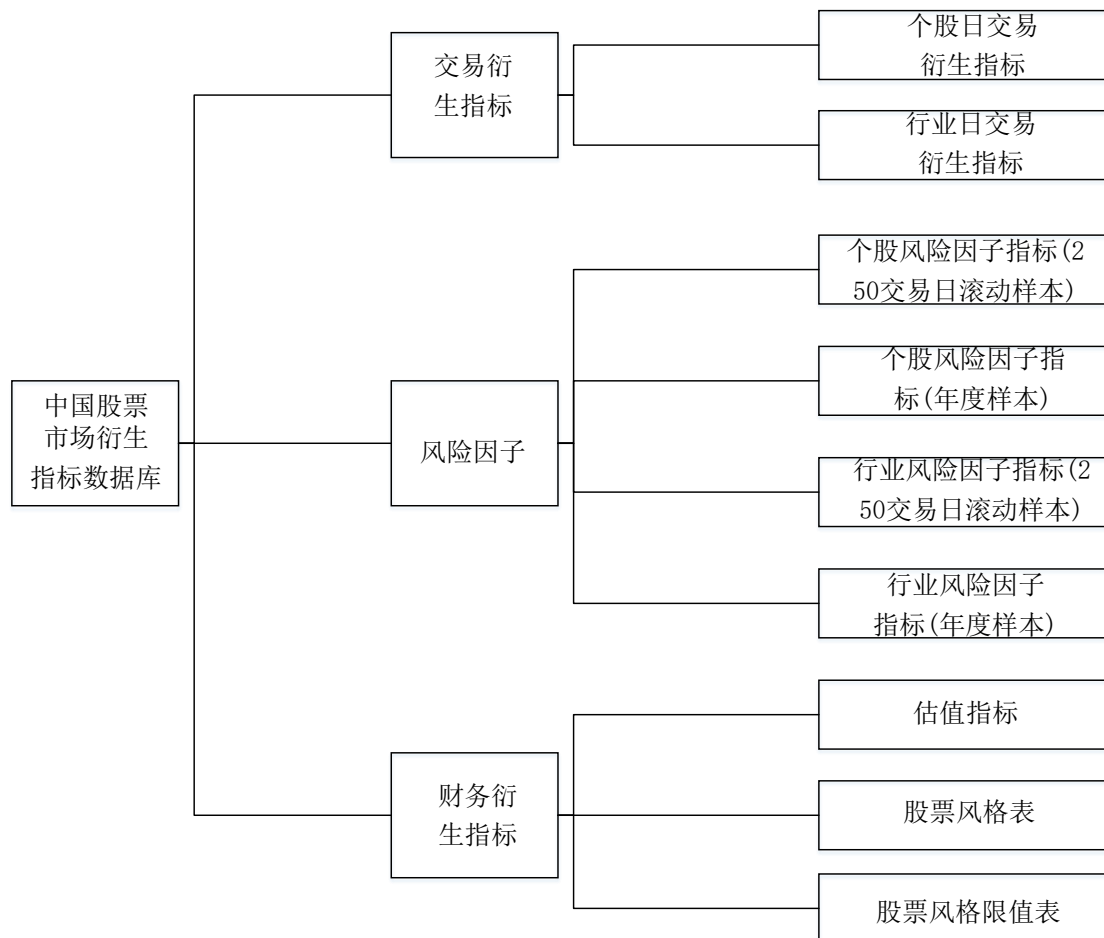 中国股票
市场衍生
指标数据库
交易衍
生指标
个股日交易
衍生指标
行业日交易
衍生指标
风险因子
个股风险因子指标(2
50交易日滚动样本)
个股风险因子指
标(年度样本)
行业风险因子指标(2
50交易日滚动样本)
行业风险因子
指标(年度样本)
财务衍
生指标
估值指标
股票风格表
股票风格限值表